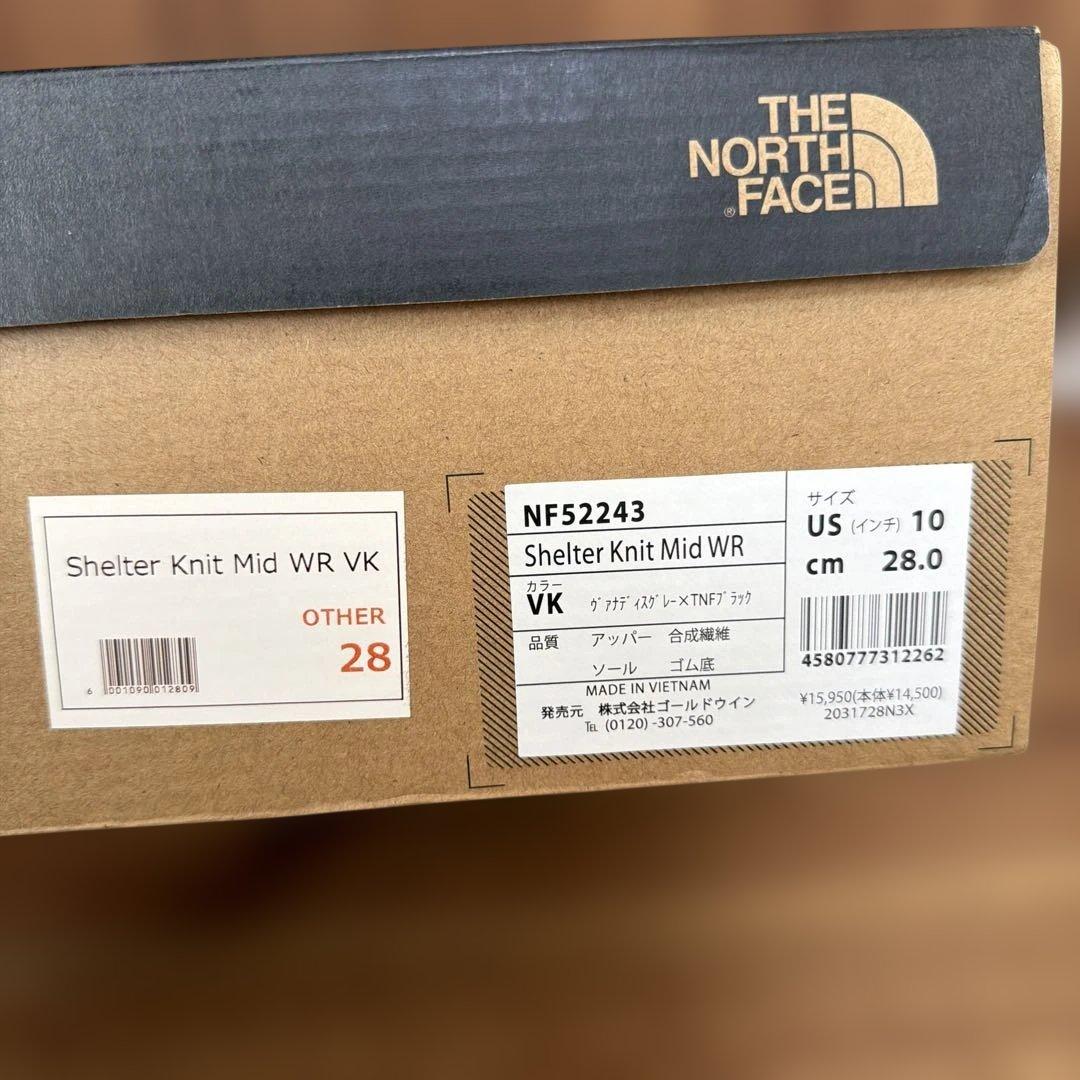 THE
NORTH
FACE
®
Shelter Knit Mid WR VK
OTHER
28
6 001090 012809
NF52243
Shelter Knit Mid WR
カラー
VK ヴァナディスグレー×TNFブラック
品質 アッパー 合成繊維
ソール ゴム底
MADE IN VIETNAM
発売元 株式会社ゴールドウイン
TEL (0120) -307-560
サイズ
US (インチ) 10
cm 28.0
4580777312262
¥15,950(本体¥14,500)
2031728N3X